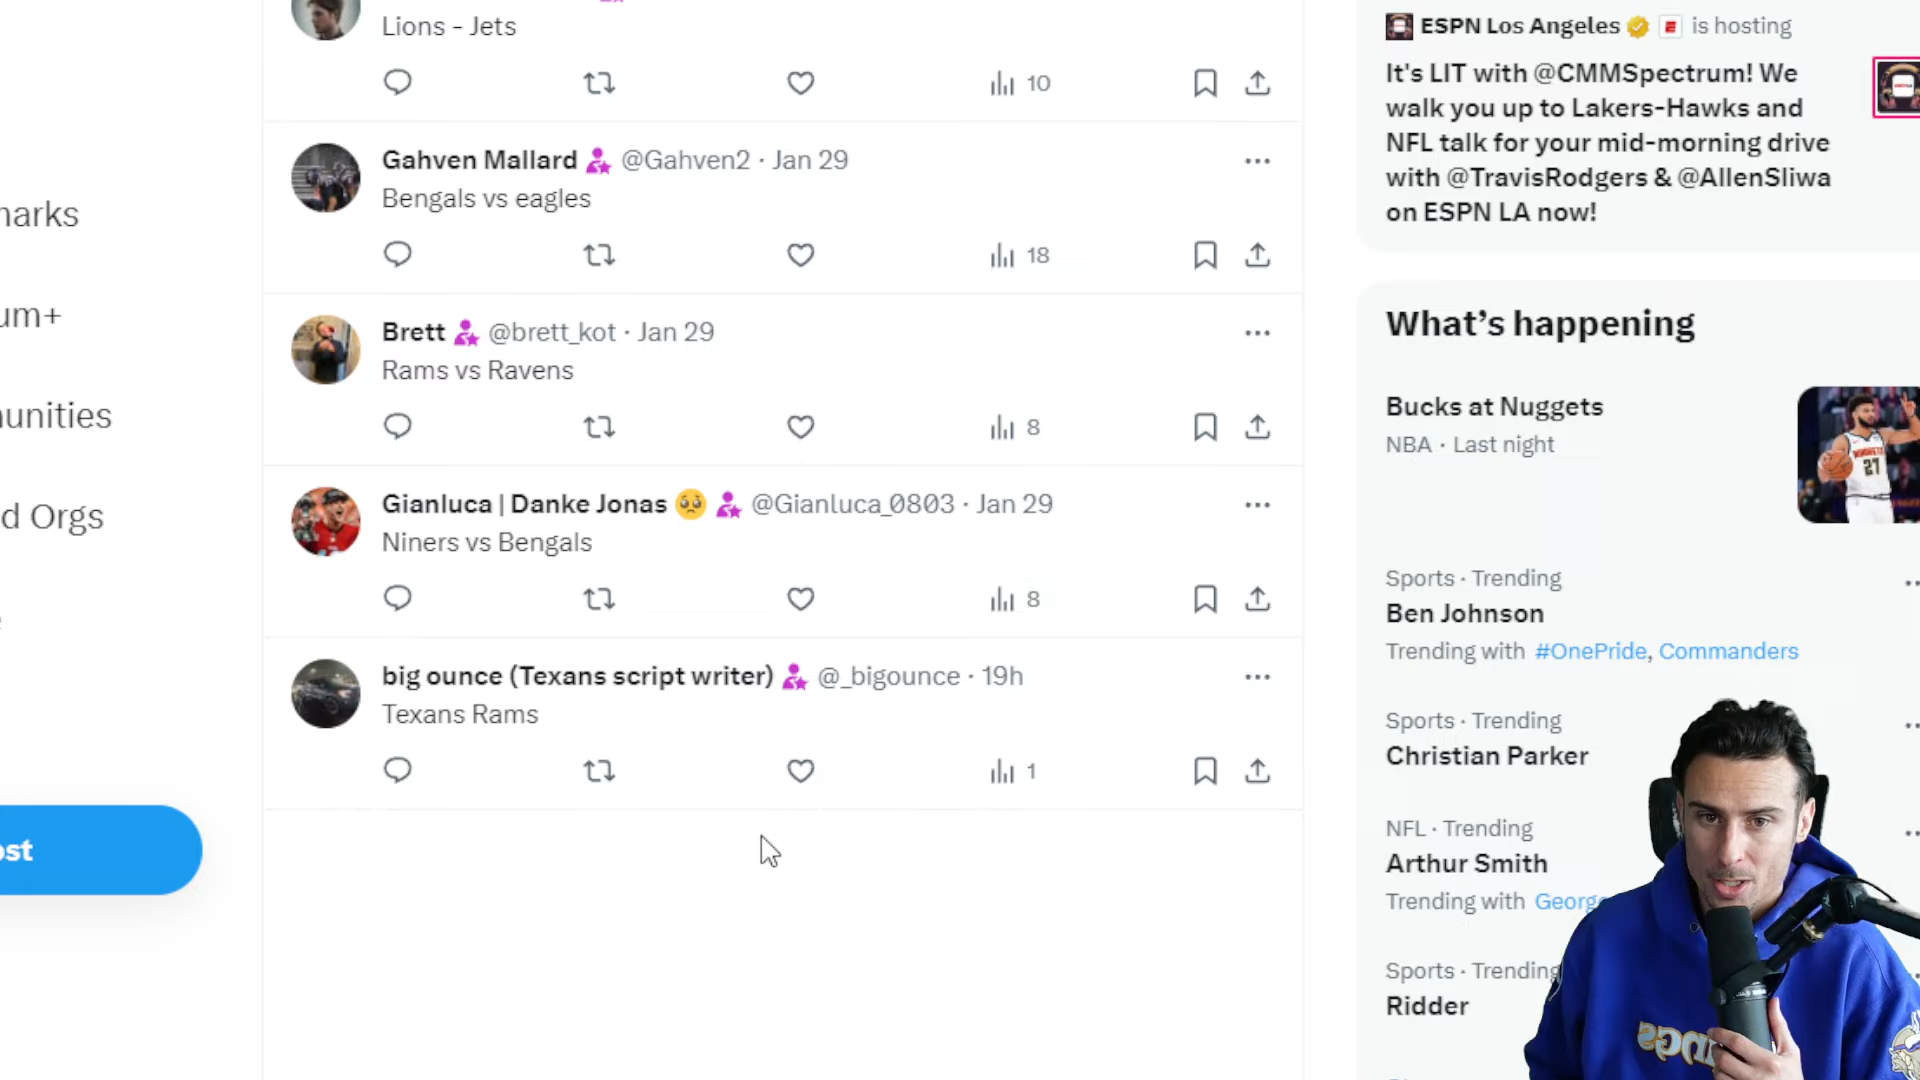 Lions - Jets
10
Gahven Mallard @Gahven2 · Jan 29
Bengals vs eagles
18
Brett @brett_kot · Jan 29
Rams vs Ravens
8
Gianluca | Danke Jonas 🥺 @Gianluca_0803 · Jan 29
Niners vs Bengals
8
big ounce (Texans script writer) @_bigounce · 19h
Texans Rams
1
narks
um+
nunities
d Orgs
ost
ESPN Los Angeles is hosting
It's LIT with @CMMSpectrum! We
walk you up to Lakers-Hawks and
NFL talk for your mid-morning drive
with @TravisRodgers & @AllenSliwa
on ESPN LA now!
What's happening
Bucks at Nuggets
NBA · Last night
27
Sports · Trending
Ben Johnson
Trending with #OnePride, Commanders
Sports · Trending
Christian Parker
NFL · Trending
Arthur Smith
Trending with George
Sports · Trending
Ridder